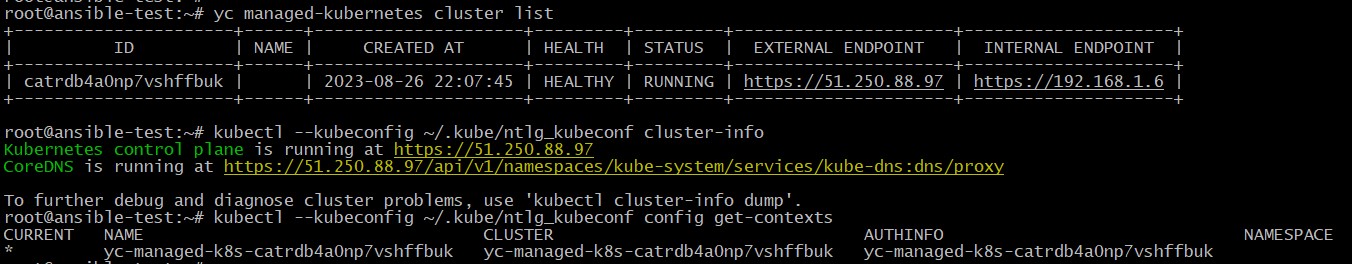 root@ansible-test:~# yc managed-kubernetes cluster list
+----------------------+------+---------------------+---------+---------+----------------------+---------------------+
|          ID          | NAME |     CREATED AT      | HEALTH  | STATUS  |  EXTERNAL ENDPOINT   |  INTERNAL ENDPOINT  |
+----------------------+------+---------------------+---------+---------+----------------------+---------------------+
| catrdb4a0np7vshffbuk |      | 2023-08-26 22:07:45 | HEALTHY | RUNNING | https://51.250.88.97 | https://192.168.1.6 |
+----------------------+------+---------------------+---------+---------+----------------------+---------------------+
root@ansible-test:~# kubectl --kubeconfig ~/.kube/ntlg_kubeconf cluster-info
Kubernetes control plane is running at https://51.250.88.97
CoreDNS is running at https://51.250.88.97/api/v1/namespaces/kube-system/services/kube-dns:dns/proxy
To further debug and diagnose cluster problems, use 'kubectl cluster-info dump'.
root@ansible-test:~# kubectl --kubeconfig ~/.kube/ntlg_kubeconf config get-contexts
CURRENT   NAME                                  CLUSTER                               AUTHINFO                              NAMESPACE
*         yc-managed-k8s-catrdb4a0np7vshffbuk   yc-managed-k8s-catrdb4a0np7vshffbuk   yc-managed-k8s-catrdb4a0np7vshffbuk